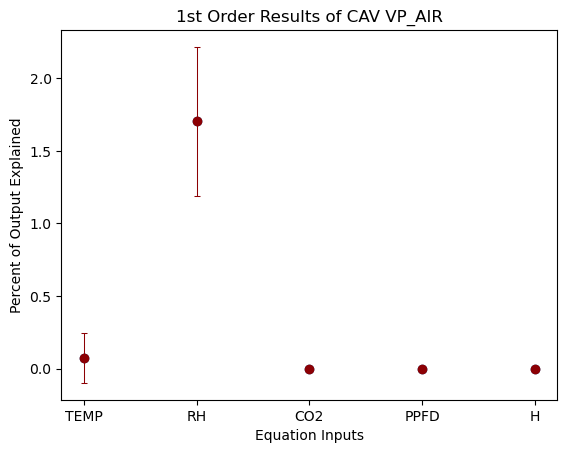 1st Order Results of CAV VP_AIR
Percent of Output Explained
2.0
1.5
1.0
0.5
0.0
TEMP RH CO2 PPFD H
Equation Inputs